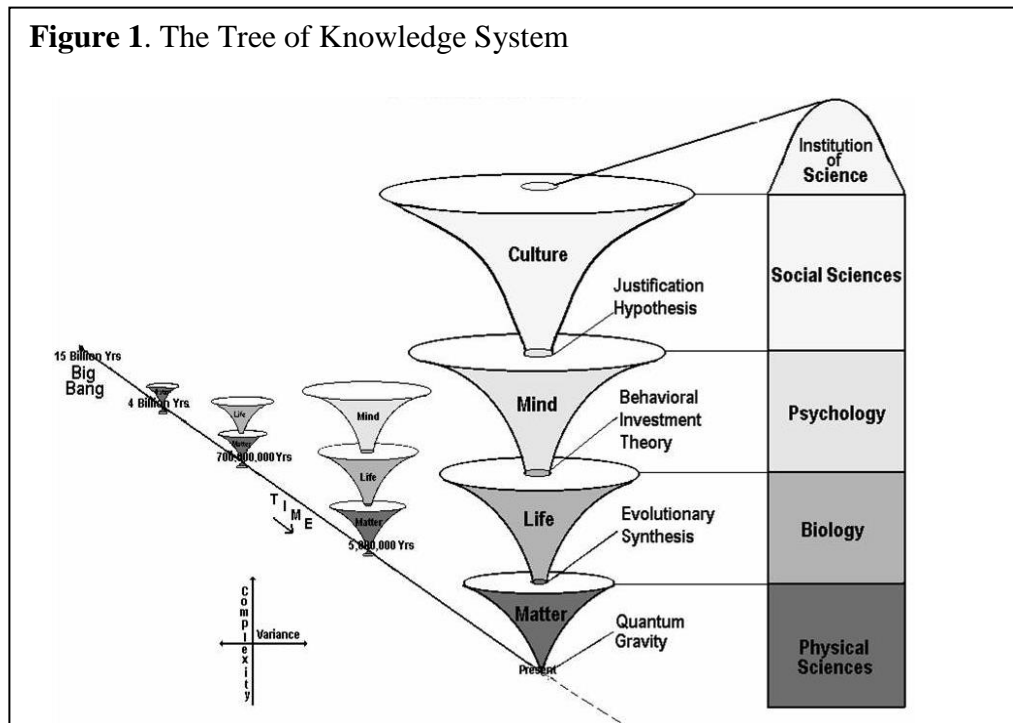 Figure 1. The Tree of Knowledge System
Institution
of
Science
Culture
Social Sciences
Justification
Hypothesis
15 Billion Yrs
Big
Bang
4 Billion Yrs.
Life
Matter
700,000,000 Yrs
Mind
Life
Matter
5,000,000 Yrs
TIME
Mind
Behavioral
Investment
Theory
Psychology
Life
Evolutionary
Synthesis
Biology
Matter
Quantum
Gravity
Present
Physical
Sciences
Complexity
Variance